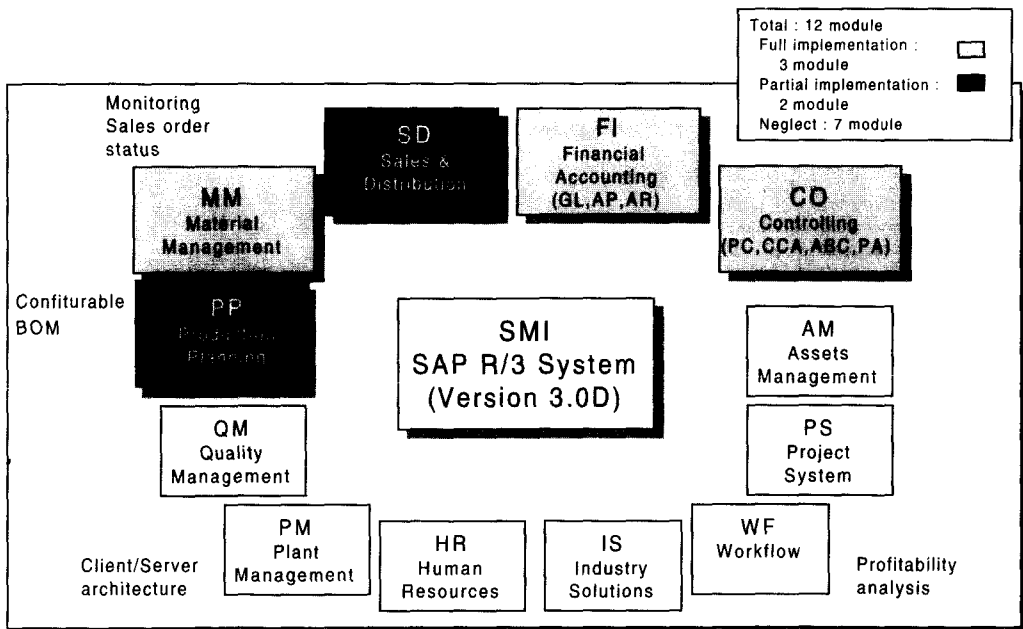 Total : 12 module
Full implementation :
3 module
Partial implementation :
2 module
Neglect : 7 module
Monitoring
Sales order
status
SD
Sales &
Distribution
FI
Financial
Accounting
(GL,AP,AR)
MM
Material
Management
CO
Controlling
(PC,CCA,ABC,PA)
Confiturable
BOM
PP
Production
Planning
SMI
SAP R/3 System
(Version 3.0D)
AM
Assets
Management
QM
Quality
Management
PS
Project
System
PM
Plant
Management
HR
Human
Resources
IS
Industry
Solutions
WF
Workflow
Client/Server
architecture
Profitability
analysis